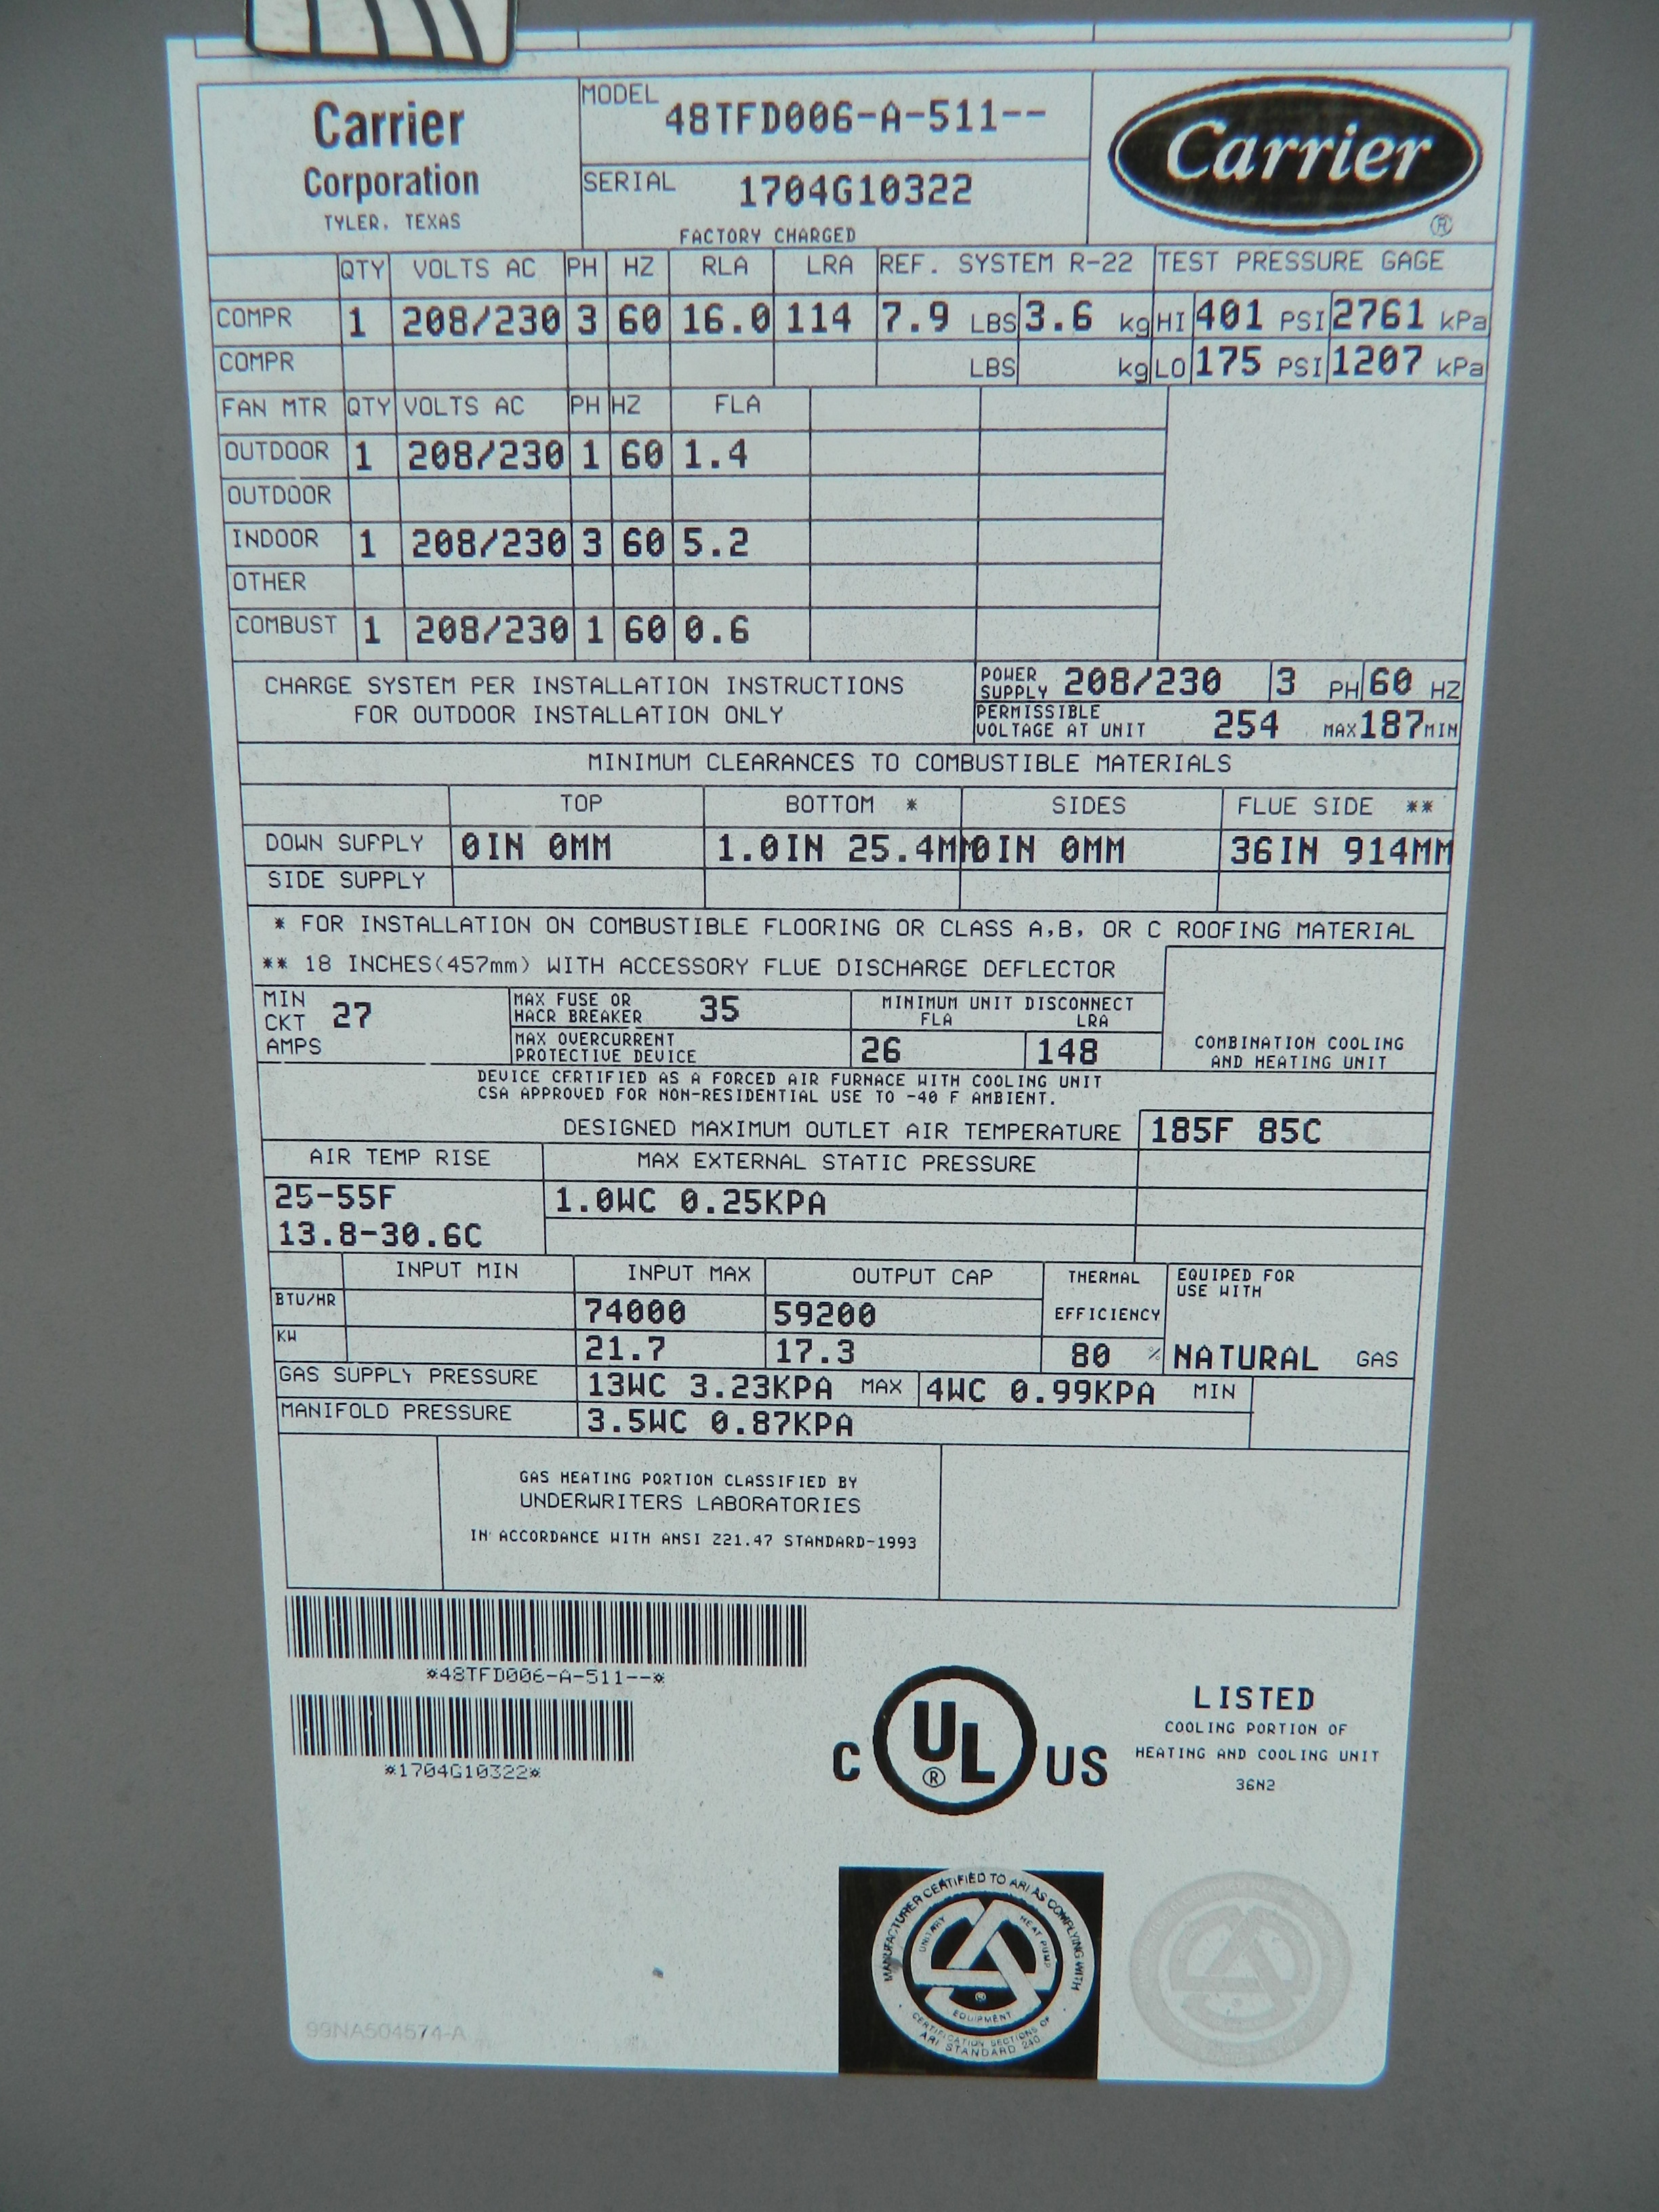 Carrier
Corporation
TYLER, TEXAS
MODEL 48TFD006-A-511--
SERIAL 1704G10322
FACTORY CHARGED
Carrier ®
QTY VOLTS AC PH HZ RLA LRA REF. SYSTEM R-22 TEST PRESSURE GAGE
COMPR 1 208/230 3 60 16.0 114 7.9 LBS 3.6 kg HI 401 PSI 2761 kPa
COMPR LBS kg LO 175 PSI 1207 kPa
FAN MTR QTY VOLTS AC PH HZ FLA
OUTDOOR 1 208/230 1 60 1.4
OUTDOOR
INDOOR 1 208/230 3 60 5.2
OTHER
COMBUST 1 208/230 1 60 0.6
CHARGE SYSTEM PER INSTALLATION INSTRUCTIONS
FOR OUTDOOR INSTALLATION ONLY
POWER SUPPLY 208/230 3 PH 60 HZ
PERMISSIBLE VOLTAGE AT UNIT 254 MAX 187 MIN
MINIMUM CLEARANCES TO COMBUSTIBLE MATERIALS
TOP BOTTOM * SIDES FLUE SIDE **
DOWN SUPPLY 0IN 0MM 1.0IN 25.4MM 0IN 0MM 36IN 914MM
SIDE SUPPLY
* FOR INSTALLATION ON COMBUSTIBLE FLOORING OR CLASS A,B, OR C ROOFING MATERIAL
** 18 INCHES(457mm) WITH ACCESSORY FLUE DISCHARGE DEFLECTOR
MIN CKT AMPS 27
MAX FUSE OR HACR BREAKER 35
MAX OVERCURRENT PROTECTIVE DEVICE
MINIMUM UNIT DISCONNECT
FLA LRA
26 148
COMBINATION COOLING
AND HEATING UNIT
DEVICE CERTIFIED AS A FORCED AIR FURNACE WITH COOLING UNIT
CSA APPROVED FOR NON-RESIDENTIAL USE TO -40 F AMBIENT.
DESIGNED MAXIMUM OUTLET AIR TEMPERATURE 185F 85C
AIR TEMP RISE MAX EXTERNAL STATIC PRESSURE
25-55F 1.0WC 0.25KPA
13.8-30.6C
INPUT MIN INPUT MAX OUTPUT CAP THERMAL EFFICIENCY EQUIPED FOR USE WITH
BTU/HR 74000 59200
KW 21.7 17.3 80 % NATURAL GAS
GAS SUPPLY PRESSURE 13WC 3.23KPA MAX 4WC 0.99KPA MIN
MANIFOLD PRESSURE 3.5WC 0.87KPA
GAS HEATING PORTION CLASSIFIED BY
UNDERWRITERS LABORATORIES
IN ACCORDANCE WITH ANSI Z21.47 STANDARD-1993
*48TFD006-A-511--*
*1704G10322*
C UL ® US
LISTED
COOLING PORTION OF
HEATING AND COOLING UNIT
36N2
MANUFACTURER CERTIFIED TO ARI AS COMPLYING WITH
UNITARY HEAT PUMP
EQUIPMENT
CERTIFICATION SECTIONS OF
ARI STANDARD 240
99NA504574-A